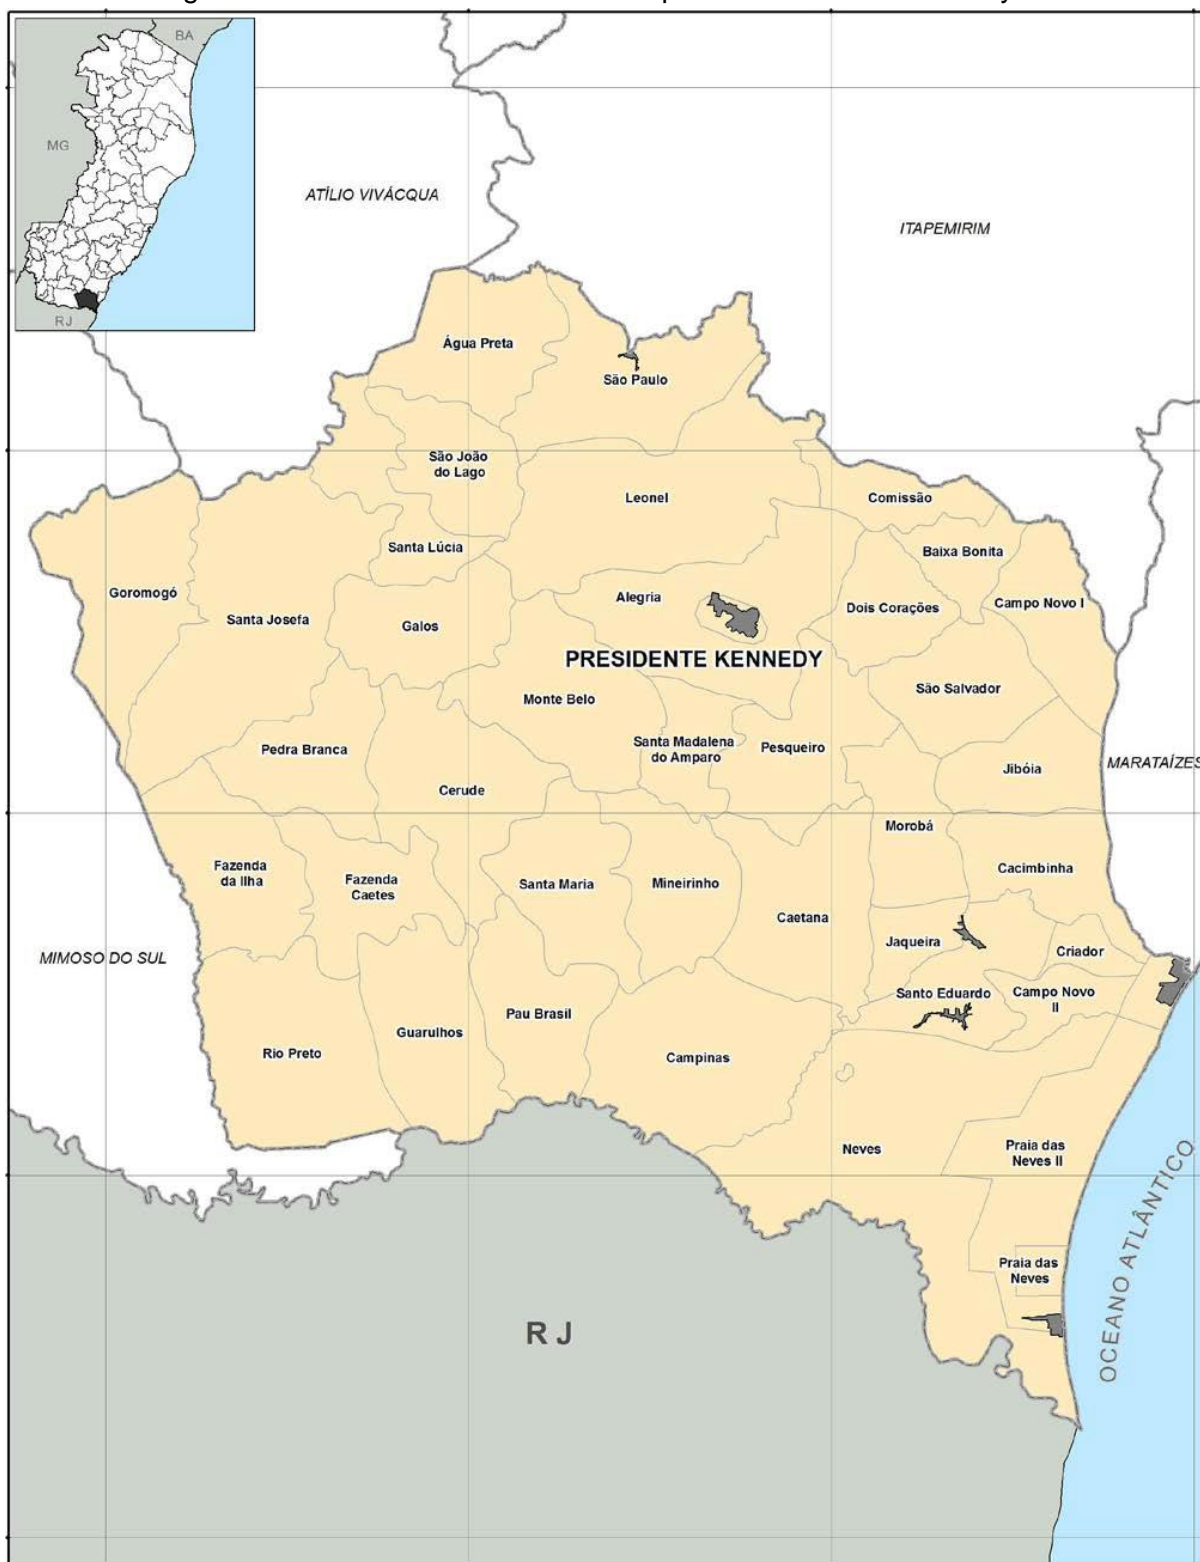 BA
MG
RJ
ATÍLIO VIVÁCQUA
ITAPEMIRIM
Água Preta
São Paulo
São João
do Lago
Leonel
Comissão
Santa Lúcia
Baixa Bonita
Goromogó
Alegria
Santa Josefa
Galos
Dois Corações
Campo Novo I
PRESIDENTE KENNEDY
São Salvador
Monte Belo
Pedra Branca
Santa Madalena
do Amparo
Pesqueiro
Jibóia
MARATAÍZES
Cerude
Morobá
Fazenda
da Ilha
Fazenda
Caetes
Santa Maria
Mineirinho
Cacimbinha
Caetana
Jaqueira
Criador
MIMOSO DO SUL
Santo Eduardo
Campo Novo
II
Pau Brasil
Guarulhos
Rio Preto
Campinas
Neves
Praia das
Neves II
Praia das
Neves
OCEANO ATLÂNTICO
R J